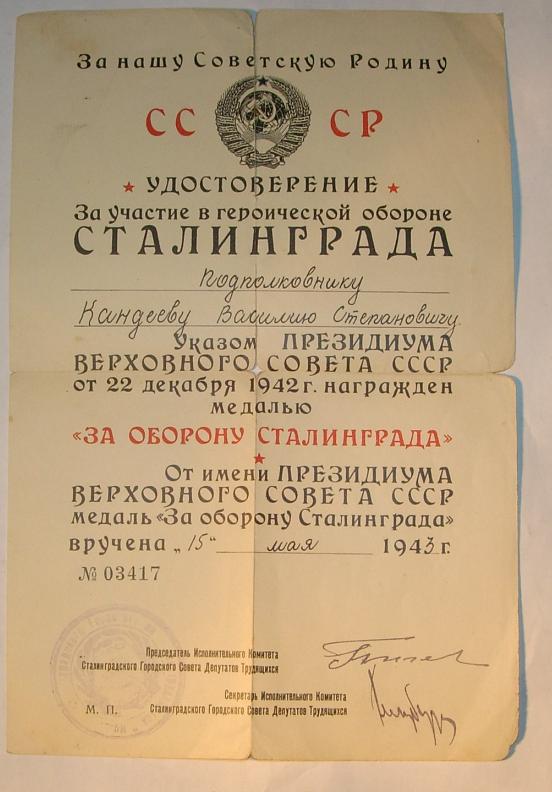 За нашу Советскую Родину
СССР
УДОСТОВЕРЕНИЕ
За участие в героической обороне
СТАЛИНГРАДА
Подполковнику
Кандееву Василию Степановичу
Указом ПРЕЗИДИУМА
ВЕРХОВНОГО СОВЕТА СССР
от 22 декабря 1942 г. награжден
медалью
«ЗА ОБОРОНУ СТАЛИНГРАДА»
От имени ПРЕЗИДИУМА
ВЕРХОВНОГО СОВЕТА СССР
медаль «За оборону Сталинграда»
вручена „15“ мая 1943 г.
№ 03417
Председатель Исполнительного Комитета
Сталинградского Городского Совета Депутатов Трудящихся
Секретарь Исполнительного Комитета
М. П. Сталинградского Городского Совета Депутатов Трудящихся